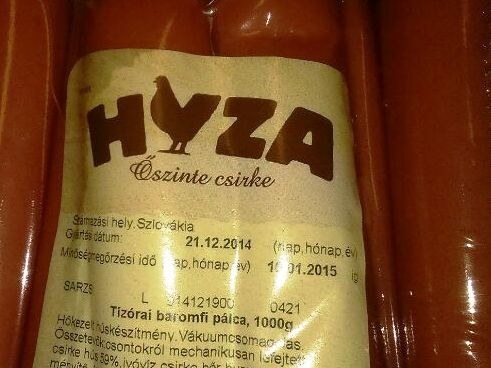 HYZA
Őszinte csirke
Származási hely: Szlovákia
Gyártás dátum: 21.12.2014 (nap, hónap, év)
Minőségmegőrzési idő (nap, hónap, év) .01.2015 ig
SARZS L 014121900 0421
Tízórai baromfi pálca, 1000g
Hőkezelt húskészítmény. Vákuumcsomagolás.
Összetevők: csontokról mechanikusan lefejtett
csirke hús 59%, ivóvíz, csirke bőr